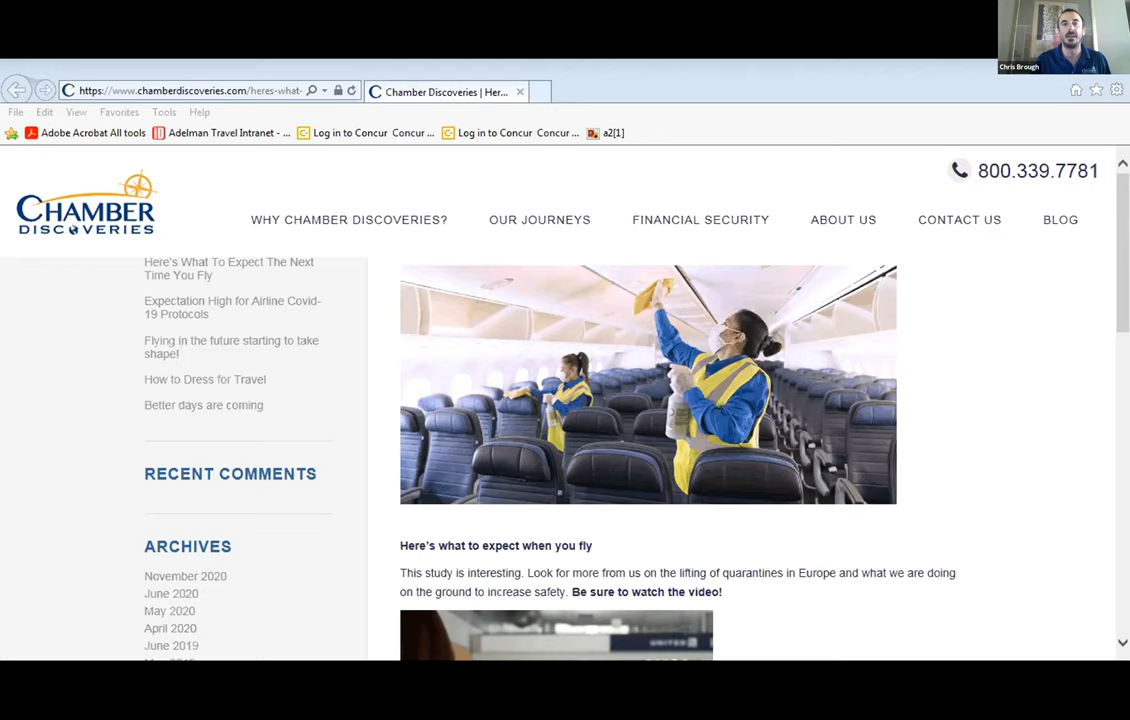 Chris Brough
https://www.chamberdiscoveries.com/heres-what-
Chamber Discoveries | Her...
File Edit View Favorites Tools Help
Adobe Acrobat All tools Adelman Travel Intranet - ... Log in to Concur Concur ... Log in to Concur Concur ... a2[1]
800.339.7781
CHAMBER
DISCOVERIES
WHY CHAMBER DISCOVERIES? OUR JOURNEYS FINANCIAL SECURITY ABOUT US CONTACT US BLOG
Here's What To Expect The Next
Time You Fly
Expectation High for Airline Covid-
19 Protocols
Flying in the future starting to take
shape!
How to Dress for Travel
Better days are coming
RECENT COMMENTS
ARCHIVES
November 2020
June 2020
May 2020
April 2020
June 2019
Here's what to expect when you fly
This study is interesting. Look for more from us on the lifting of quarantines in Europe and what we are doing
on the ground to increase safety. Be sure to watch the video!
UNITED